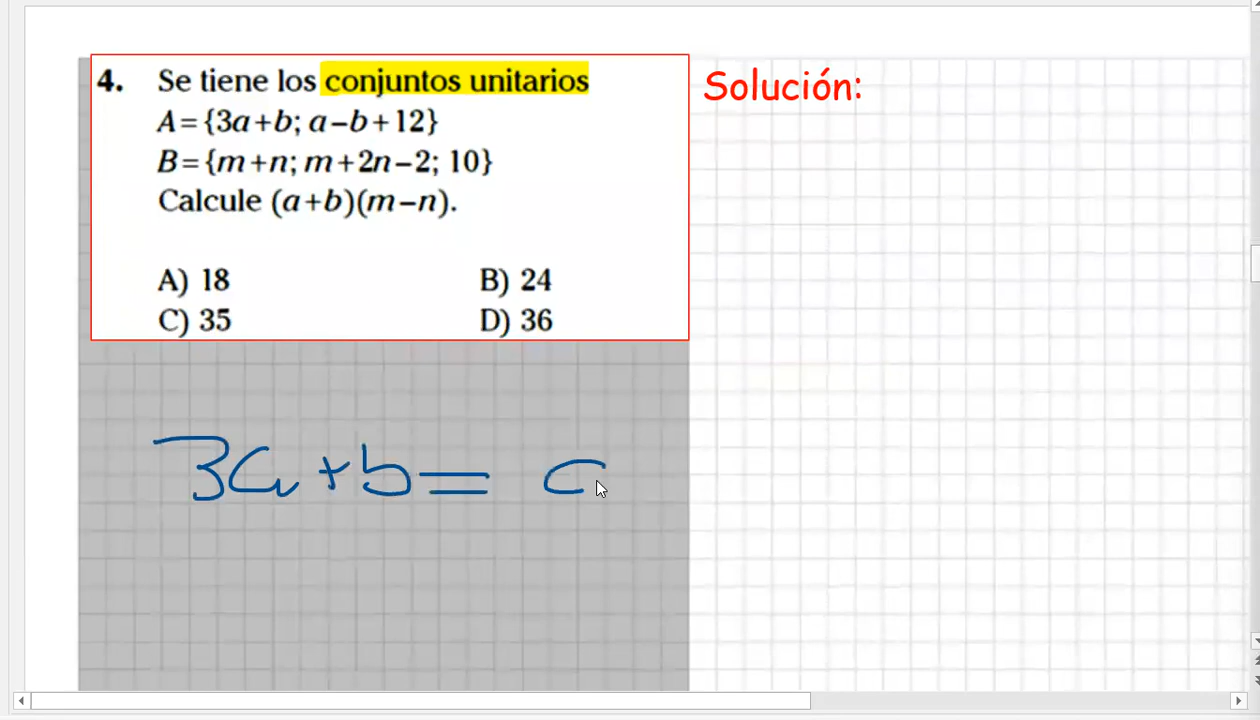 4. Se tiene los conjuntos unitarios
A={3a+b; a−b+12}
B={m+n; m+2n−2; 10}
Calcule (a+b)(m−n).
A) 18 B) 24
C) 35 D) 36
Solución:
3a+b=